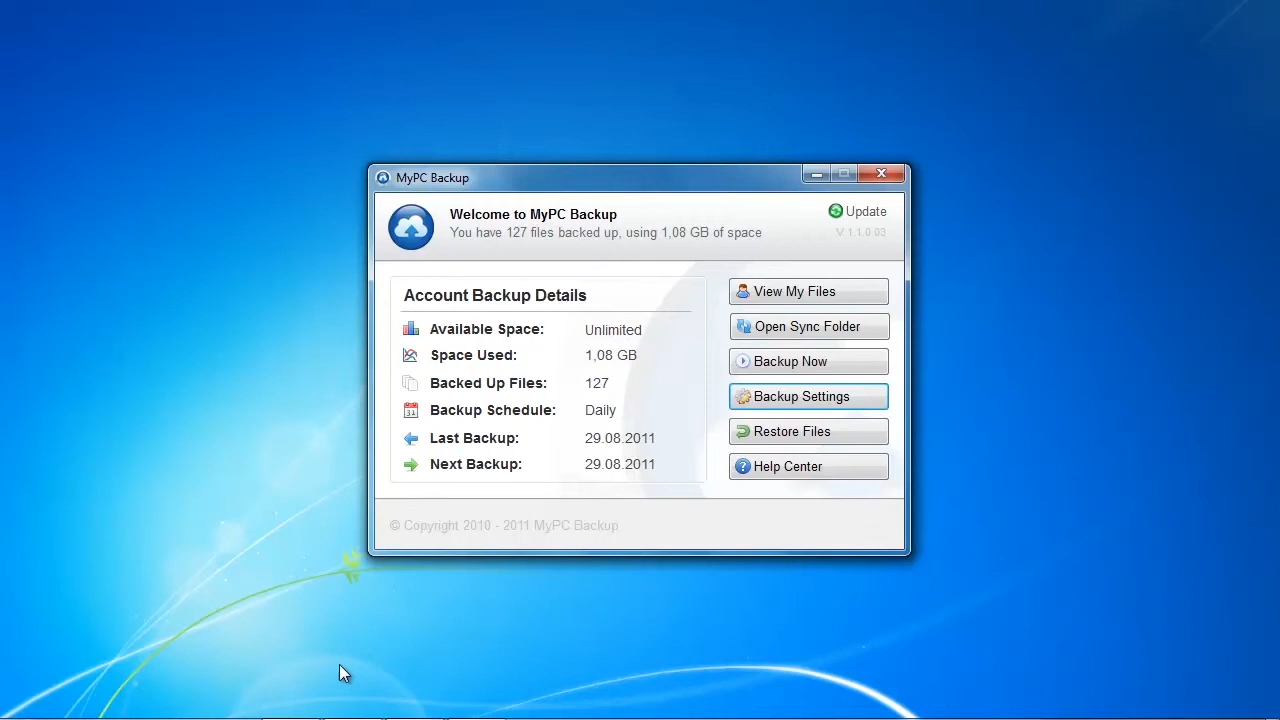 MyPC Backup
Welcome to MyPC Backup
You have 127 files backed up, using 1,08 GB of space
Update
V 1.1.0 03
Account Backup Details
Available Space: Unlimited
Space Used: 1,08 GB
Backed Up Files: 127
31
Backup Schedule: Daily
Last Backup: 29.08.2011
Next Backup: 29.08.2011
View My Files
Open Sync Folder
Backup Now
Backup Settings
Restore Files
? Help Center
© Copyright 2010 - 2011 MyPC Backup